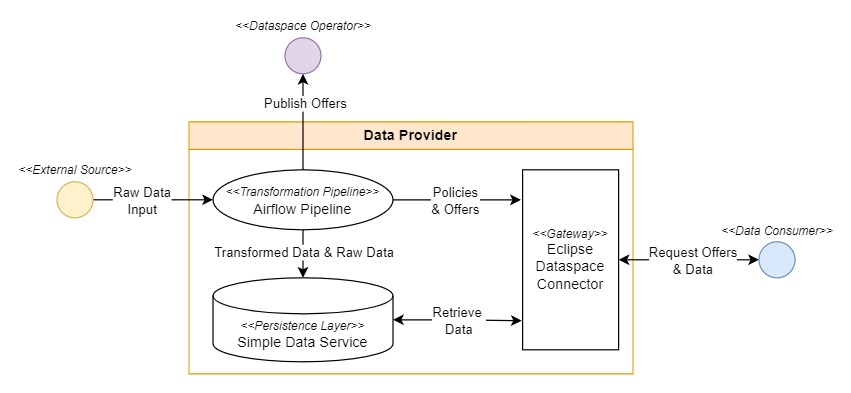 <<Dataspace Operator>>
Publish Offers
Data Provider
<<External Source>>
Raw Data
Input
<<Transformation Pipeline>>
Airflow Pipeline
Policies
& Offers
<<Gateway>>
Eclipse
Dataspace
Connector
<<Data Consumer>>
Request Offers
& Data
Transformed Data & Raw Data
<<Persistence Layer>>
Simple Data Service
Retrieve
Data